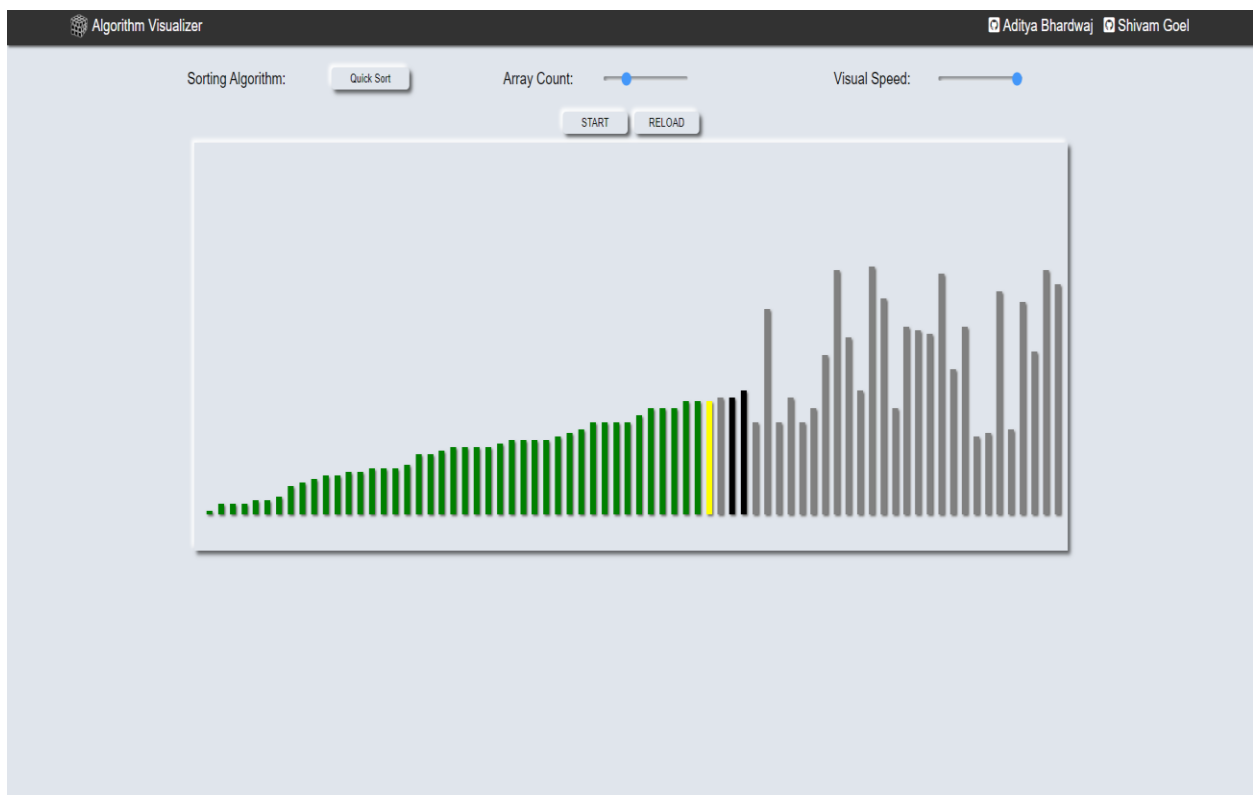 Algorithm Visualizer Aditya Bhardwaj Shivam Goel
Sorting Algorithm: Quick Sort Array Count: Visual Speed:
START RELOAD